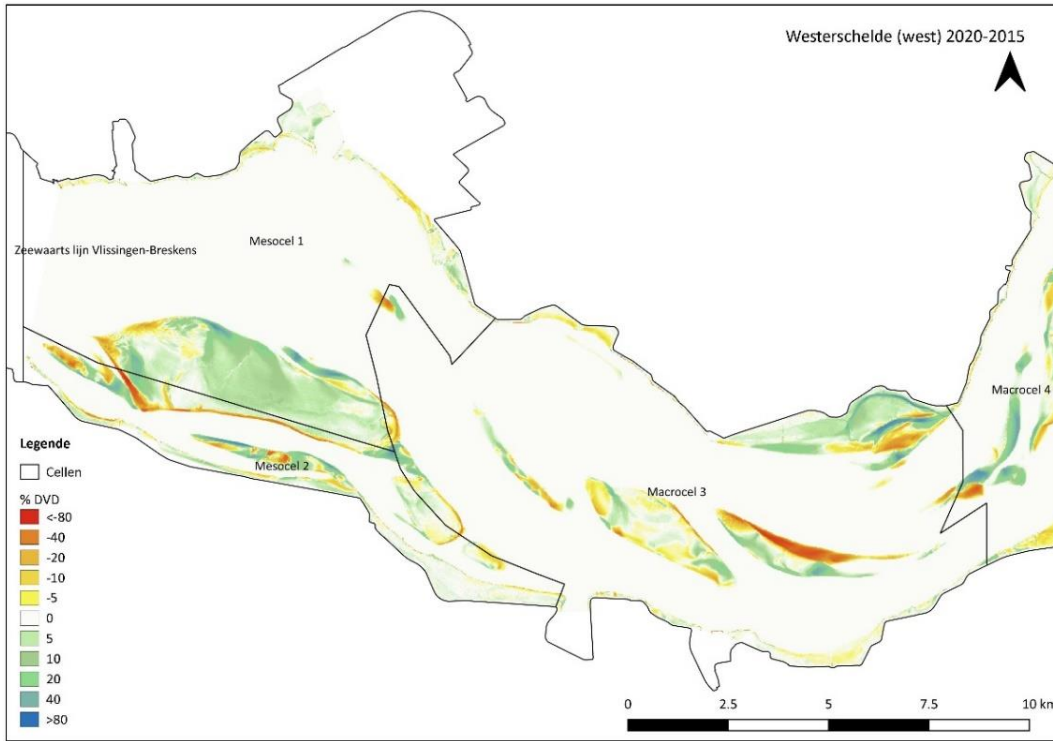 Westerschelde (west) 2020-2015
Zeewaarts lijn Vlissingen-Breskens
Mesocel 1
Macrocel 4
Mesocel 2
Macrocel 3
Legende
Cellen
% DVD
<-80
-40
-20
-10
-5
0
5
10
20
40
>80
0 2.5 5 7.5 10 km